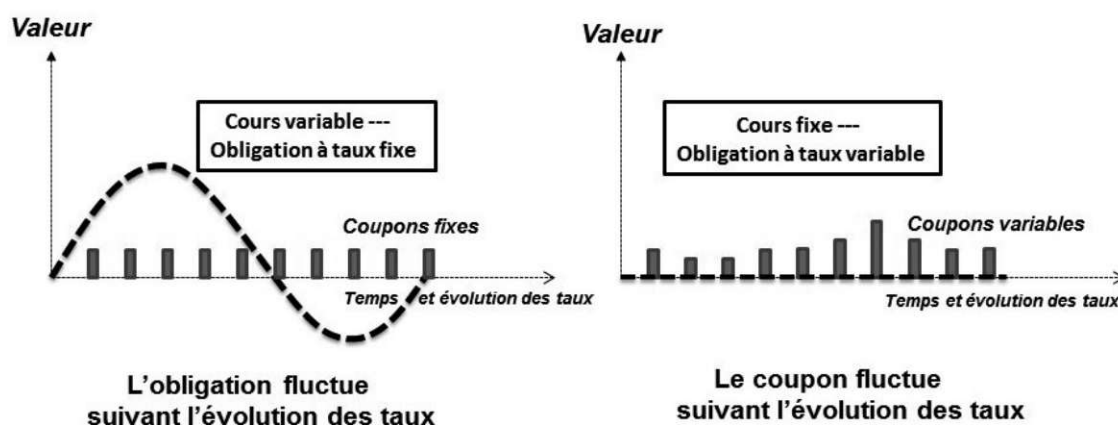 Valeur
Cours variable ---
Obligation à taux fixe
Coupons fixes
Temps et évolution des taux
L'obligation fluctue
suivant l'évolution des taux
Valeur
Cours fixe ---
Obligation à taux variable
Coupons variables
Temps et évolution des taux
Le coupon fluctue
suivant l'évolution des taux